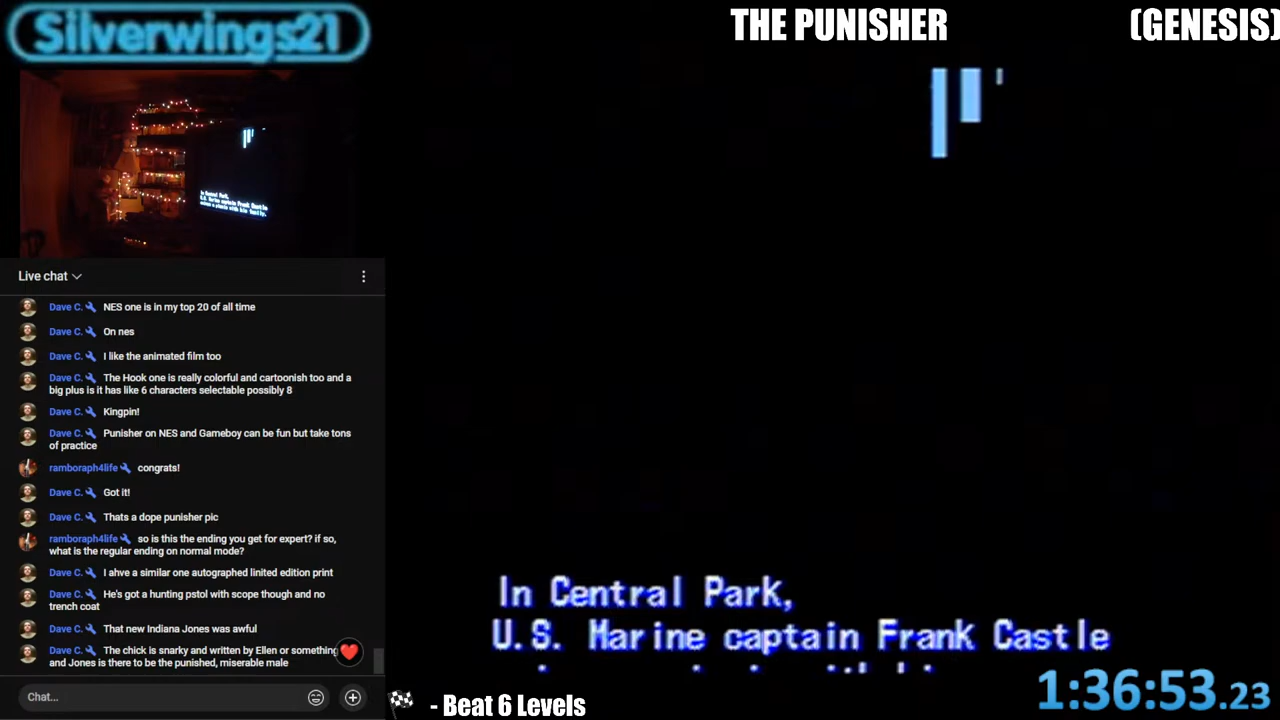 Silverwings21
THE PUNISHER
(GENESIS)
Live chat
Dave C. NES one is in my top 20 of all time
Dave C. On nes
Dave C. I like the animated film too
Dave C. The Hook one is really colorful and cartoonish too and a
big plus is it has like 6 characters selectable possibly 8
Dave C. Kingpin!
Dave C. Punisher on NES and Gameboy can be fun but take tons
of practice
ramboraph4life congrats!
Dave C. Got it!
Dave C. Thats a dope punisher pic
ramboraph4life so is this the ending you get for expert? if so,
what is the regular ending on normal mode?
Dave C. I ahve a similar one autographed linited edition print
Dave C. He's got a hunting pstol with scope though and no
trench coat
Dave C. That new Indiana Jones was awful
Dave C. The chick is snarky and written by Ellen or something
and Jones is there to be the punished, miserable male
Chat...
In Central Park,
U.S. Marine captain Frank Castle
- Beat 6 Levels
1:36:53.23